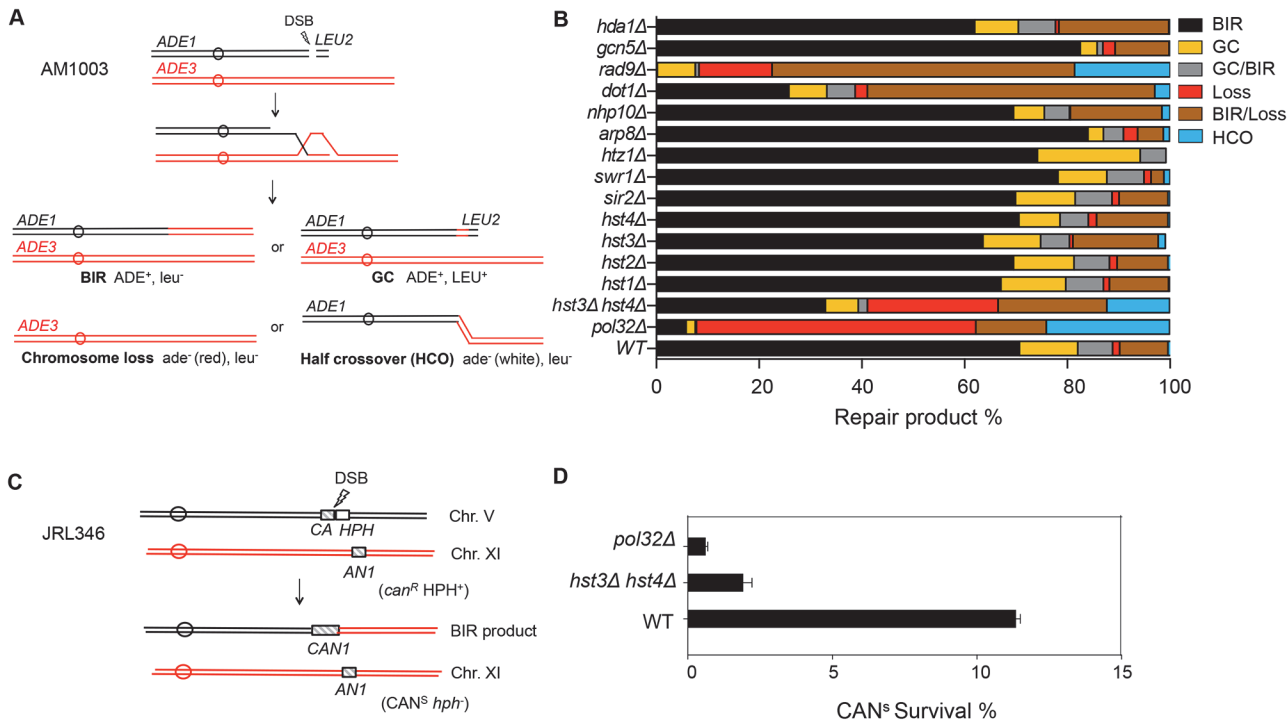 A
AM1003
DSB
ADE1
LEU2
ADE3
ADE1
ADE3
BIR ADE⁺, leu⁻
or
ADE1
LEU2
ADE3
GC ADE⁺, LEU⁺
ADE3
Chromosome loss ade⁻ (red), leu⁻
or
ADE1
Half crossover (HCO) ade⁻ (white), leu⁻
B
hda1Δ
gcn5Δ
rad9Δ
dot1Δ
nhp10Δ
arp8Δ
htz1Δ
swr1Δ
sir2Δ
hst4Δ
hst3Δ
hst2Δ
hst1Δ
hst3Δ hst4Δ
pol32Δ
WT
0 20 40 60 80 100
Repair product %
BIR
GC
GC/BIR
Loss
BIR/Loss
HCO
C
JRL346
DSB
CA HPH
Chr. V
Chr. XI
AN1
(canᴿ HPH⁺)
BIR product
CAN1
Chr. XI
AN1
(CANˢ hph⁻)
D
pol32Δ
hst3Δ hst4Δ
WT
0 5 10 15
CANˢ Survival %